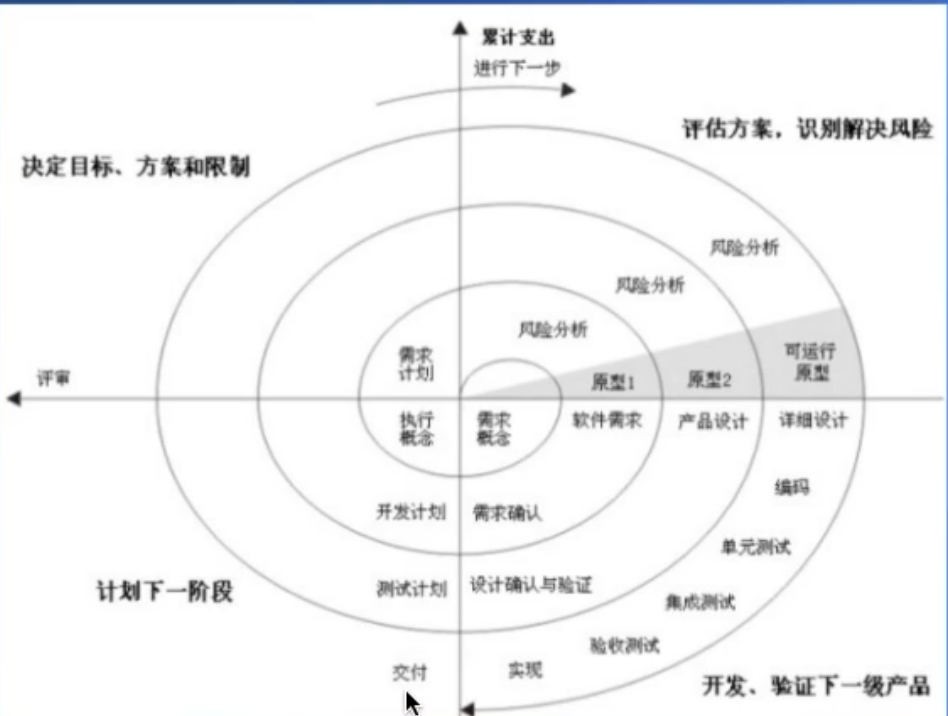 累计支出
进行下一步
评估方案，识别解决风险
决定目标、方案和限制
风险分析
风险分析
风险分析
需求
计划
可运行
原型
评审
原型1
原型2
执行
概念
需求
概念
软件需求
产品设计
详细设计
编码
开发计划
需求确认
单元测试
计划下一阶段
测试计划
设计确认与验证
集成测试
验收测试
交付
实现
开发、验证下一级产品